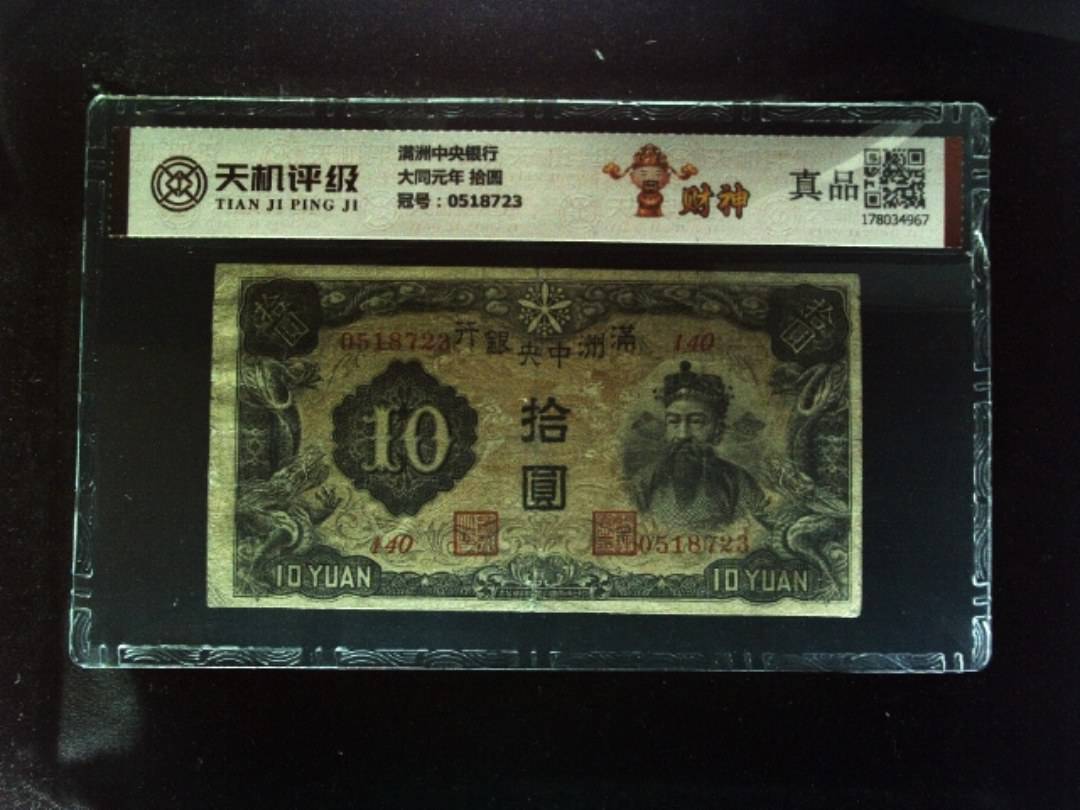 天机评级
TIAN JI PING JI
满洲中央银行
大同元年 拾圆
冠号：0518723
财神
真品
178034967
拾圓
拾圓
0518723
行銀央中洲滿
140
10
拾
圓
140
0518723
10 YUAN
10 YUAN